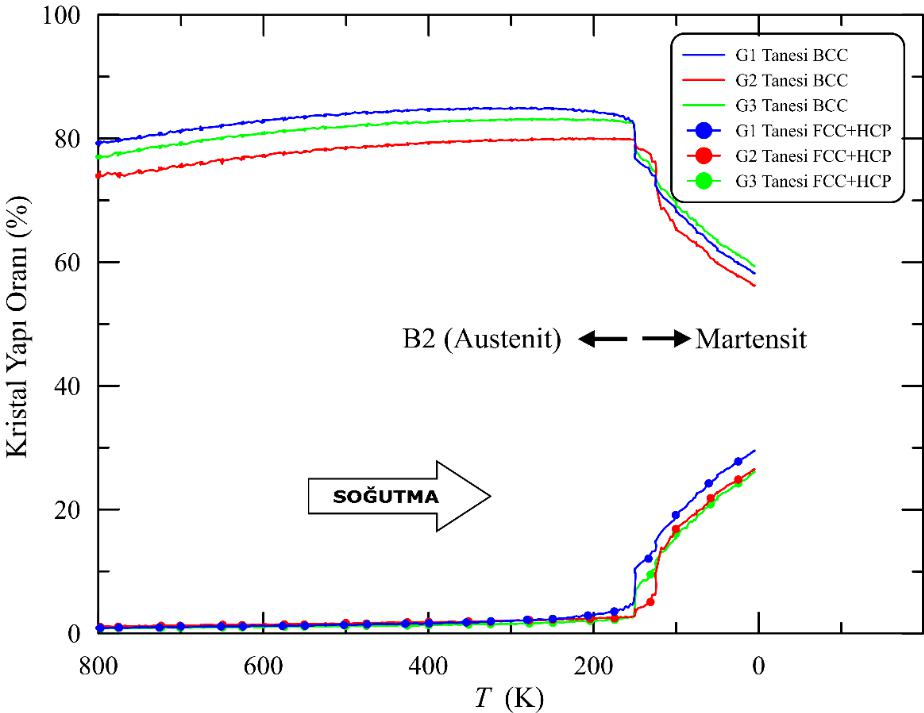 100
80
60
40
20
0
Kristal Yapı Oranı (%)
G1 Tanesi BCC
G2 Tanesi BCC
G3 Tanesi BCC
G1 Tanesi FCC+HCP
G2 Tanesi FCC+HCP
G3 Tanesi FCC+HCP
B2 (Austenit) Martensit
SOĞUTMA
800 600 400 200 0
T (K)